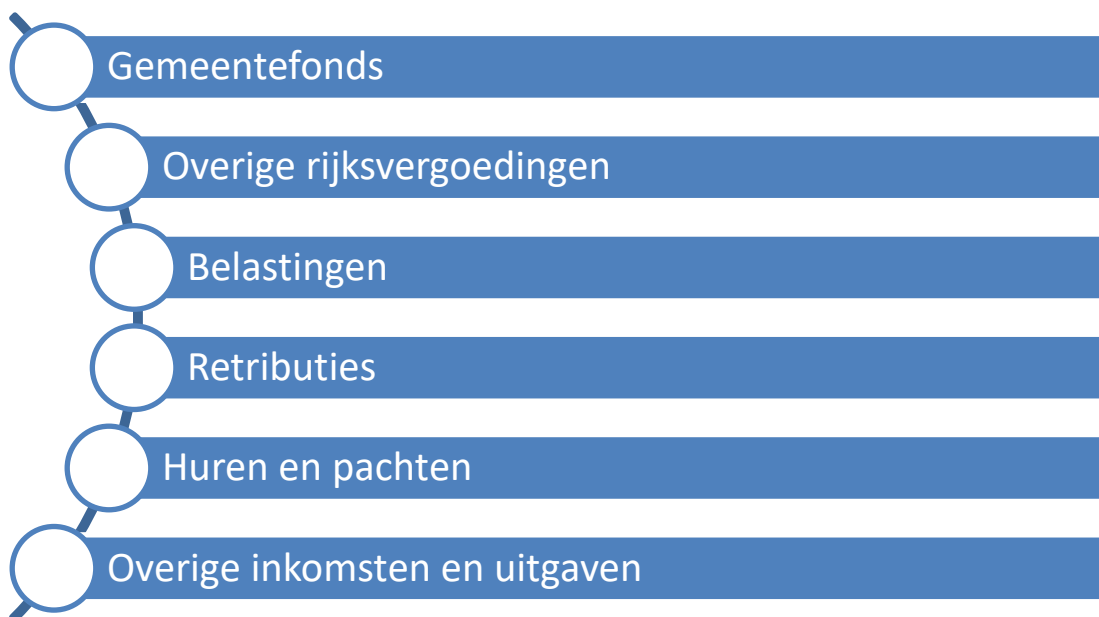 Gemeentefonds
Overige rijksvergoedingen
Belastingen
Retributies
Huren en pachten
Overige inkomsten en uitgaven